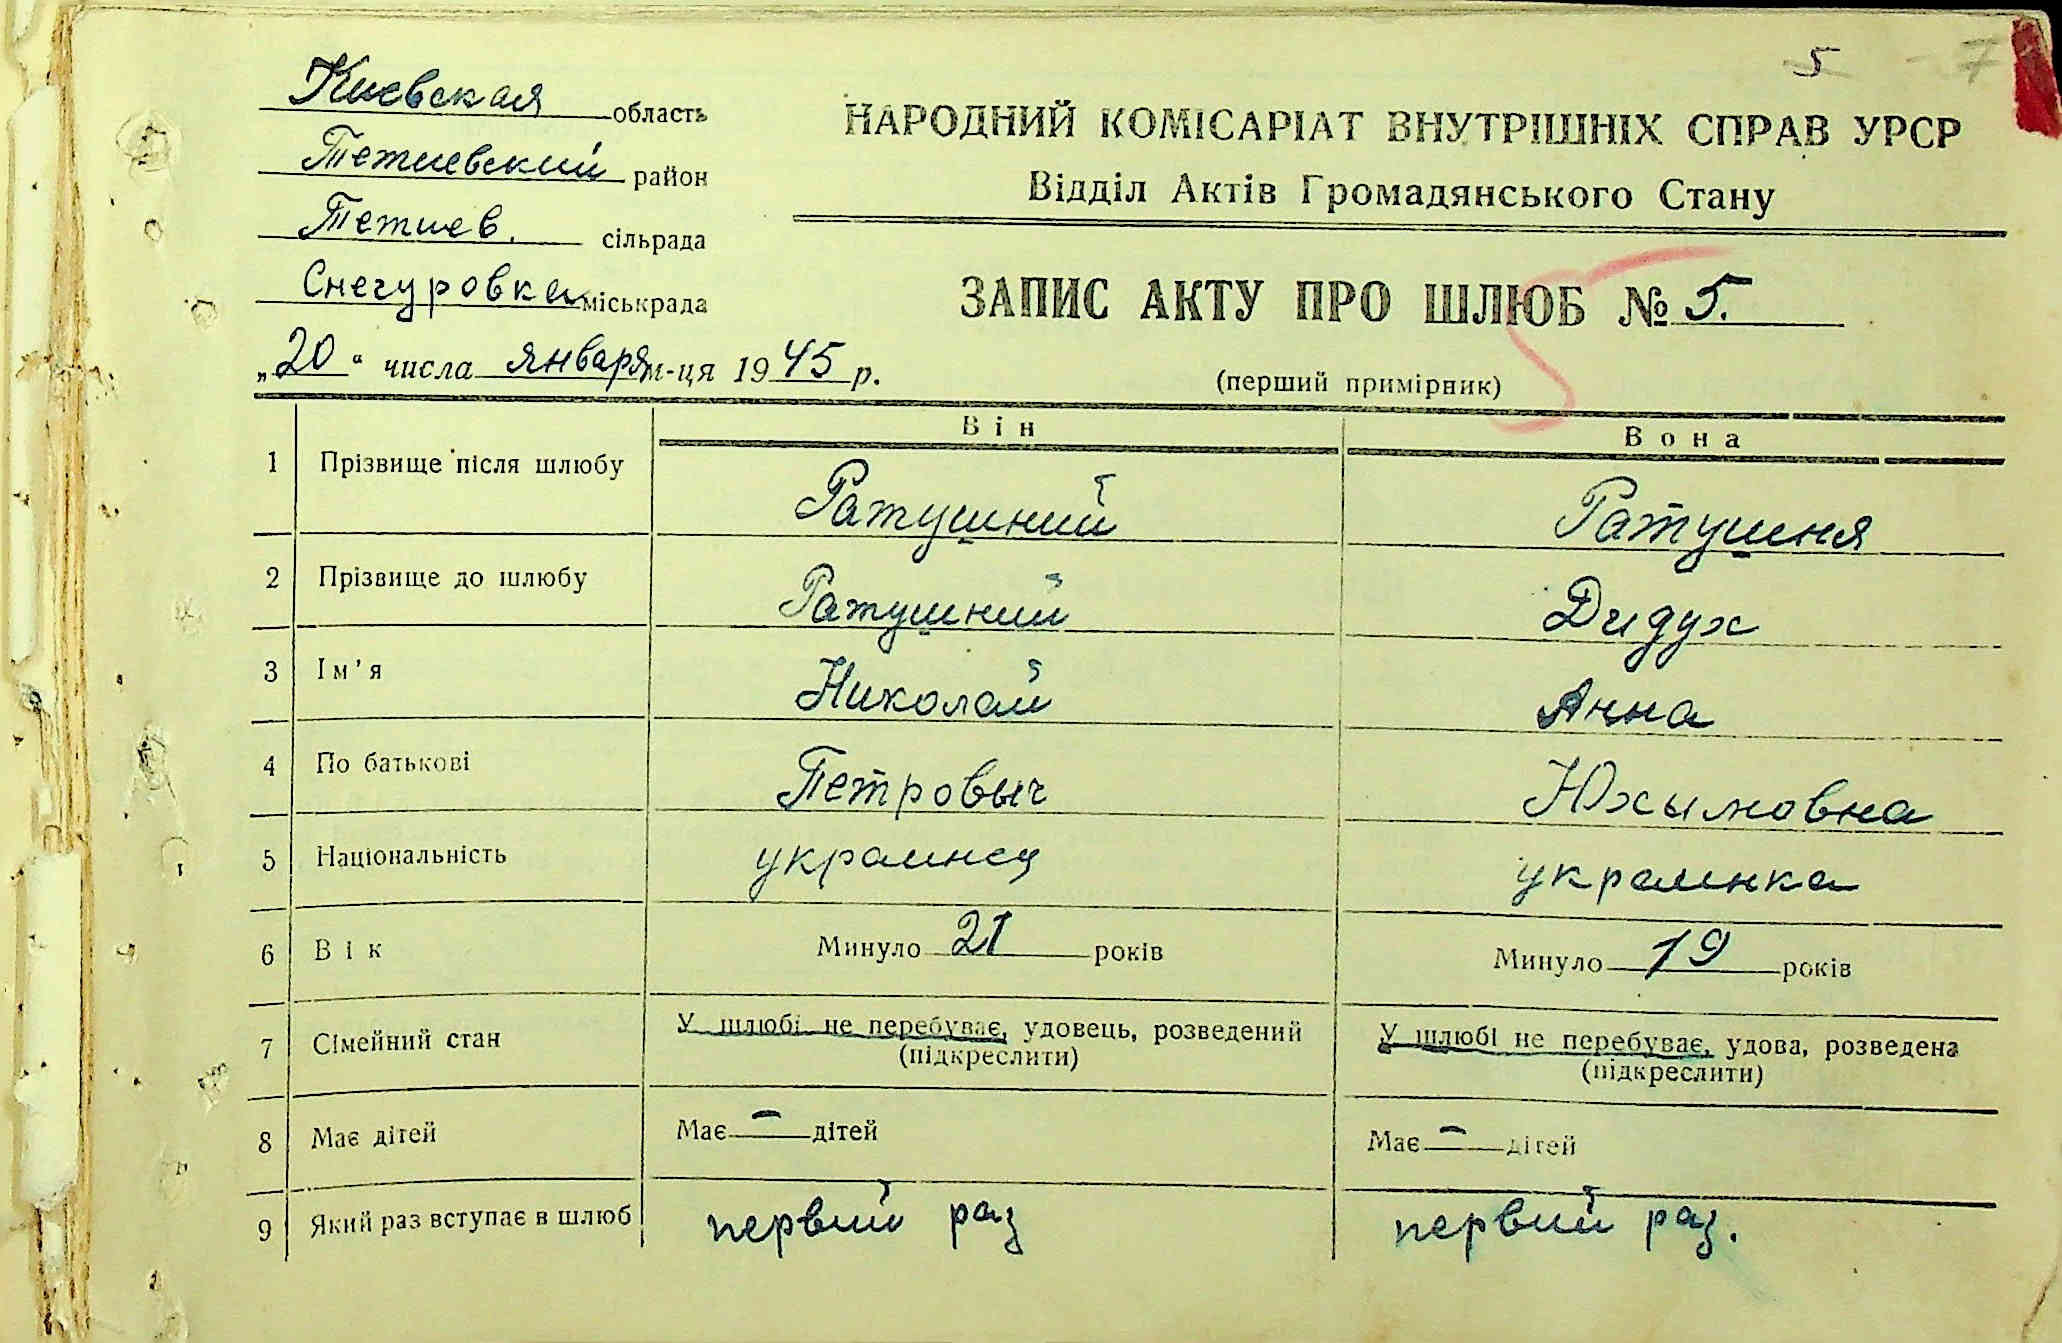 5 - 7
Киевская область
НАРОДНИЙ КОМІСАРІАТ ВНУТРІШНІХ СПРАВ УРСР
Тетиевский район
Відділ Актів Громадянського Стану
Тетиев. сільрада
Снегуровка міськрада
ЗАПИС АКТУ ПРО ШЛЮБ № 5.
„20“ числа января м-ця 1945 р.
(перший примірник)
Він Вона
1 Прізвище після шлюбу Ратушний Ратушня
2 Прізвище до шлюбу Ратушний Дидух
3 Ім'я Николай Анна
4 По батькові Петровыч Юхымовна
5 Національність украинец украинка
6 Вік Минуло 21 років Минуло 19 років
7 Сімейний стан У шлюбі не перебуває, удовець, розведений У шлюбі не перебуває, удова, розведена
(підкреслити) (підкреслити)
8 Має дітей Має — дітей Має — дітей
9 Який раз вступає в шлюб первий раз первий раз.